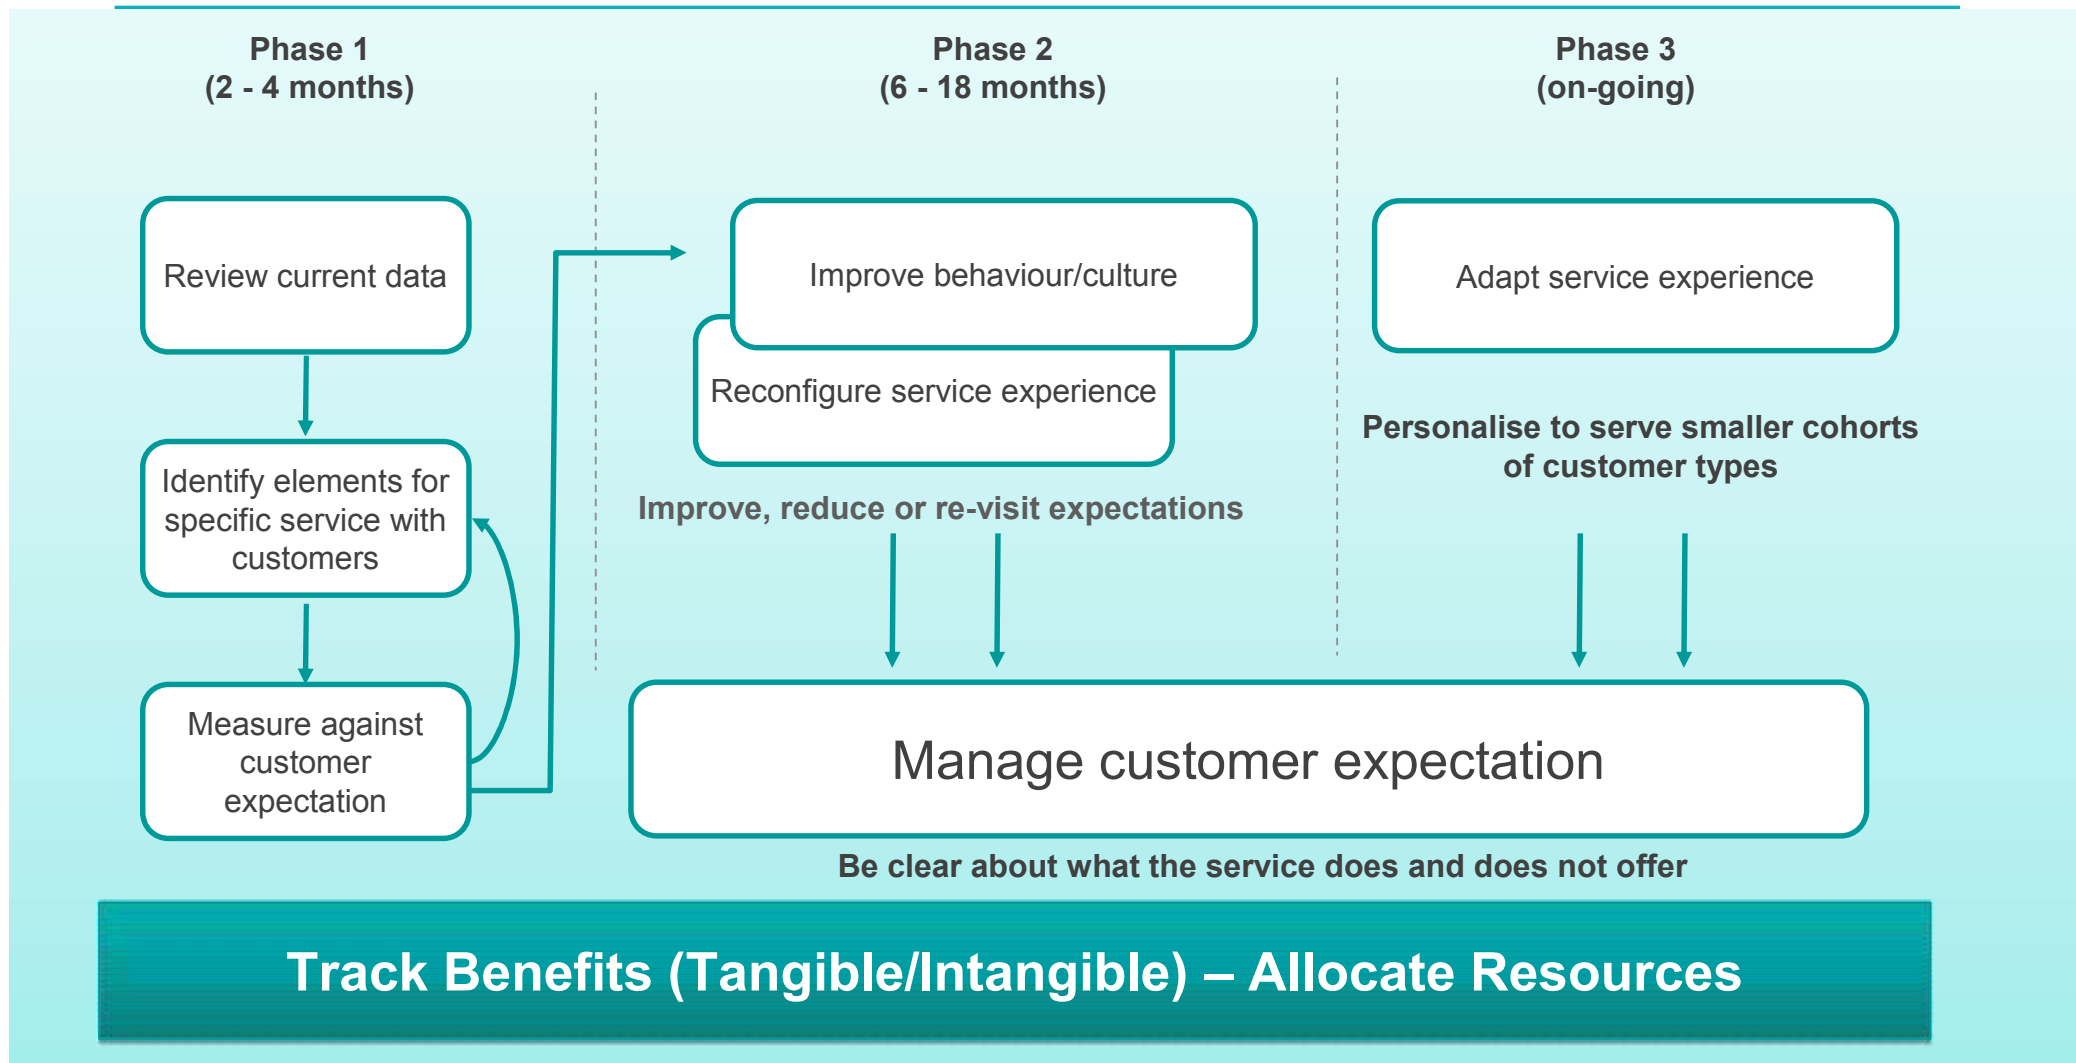 Phase 1
(2 - 4 months)
Phase 2
(6 - 18 months)
Phase 3
(on-going)
Review current data
Identify elements for
specific service with
customers
Measure against
customer
expectation
Improve behaviour/culture
Reconfigure service experience
Improve, reduce or re-visit expectations
Adapt service experience
Personalise to serve smaller cohorts
of customer types
Manage customer expectation
Be clear about what the service does and does not offer
Track Benefits (Tangible/Intangible) – Allocate Resources